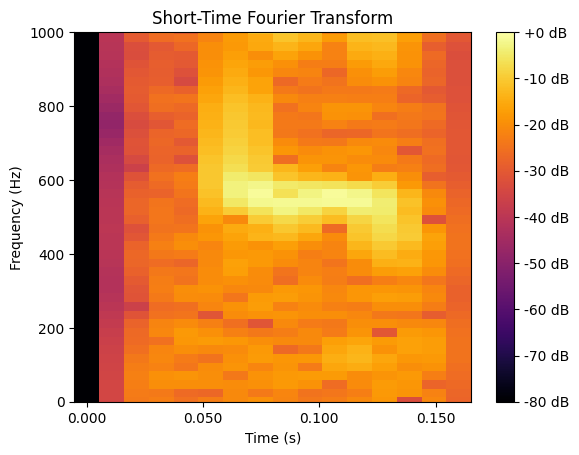 Short-Time Fourier Transform
Frequency (Hz)
1000
800
600
400
200
0
0.000
0.050
0.100
0.150
Time (s)
+0 dB
-10 dB
-20 dB
-30 dB
-40 dB
-50 dB
-60 dB
-70 dB
-80 dB